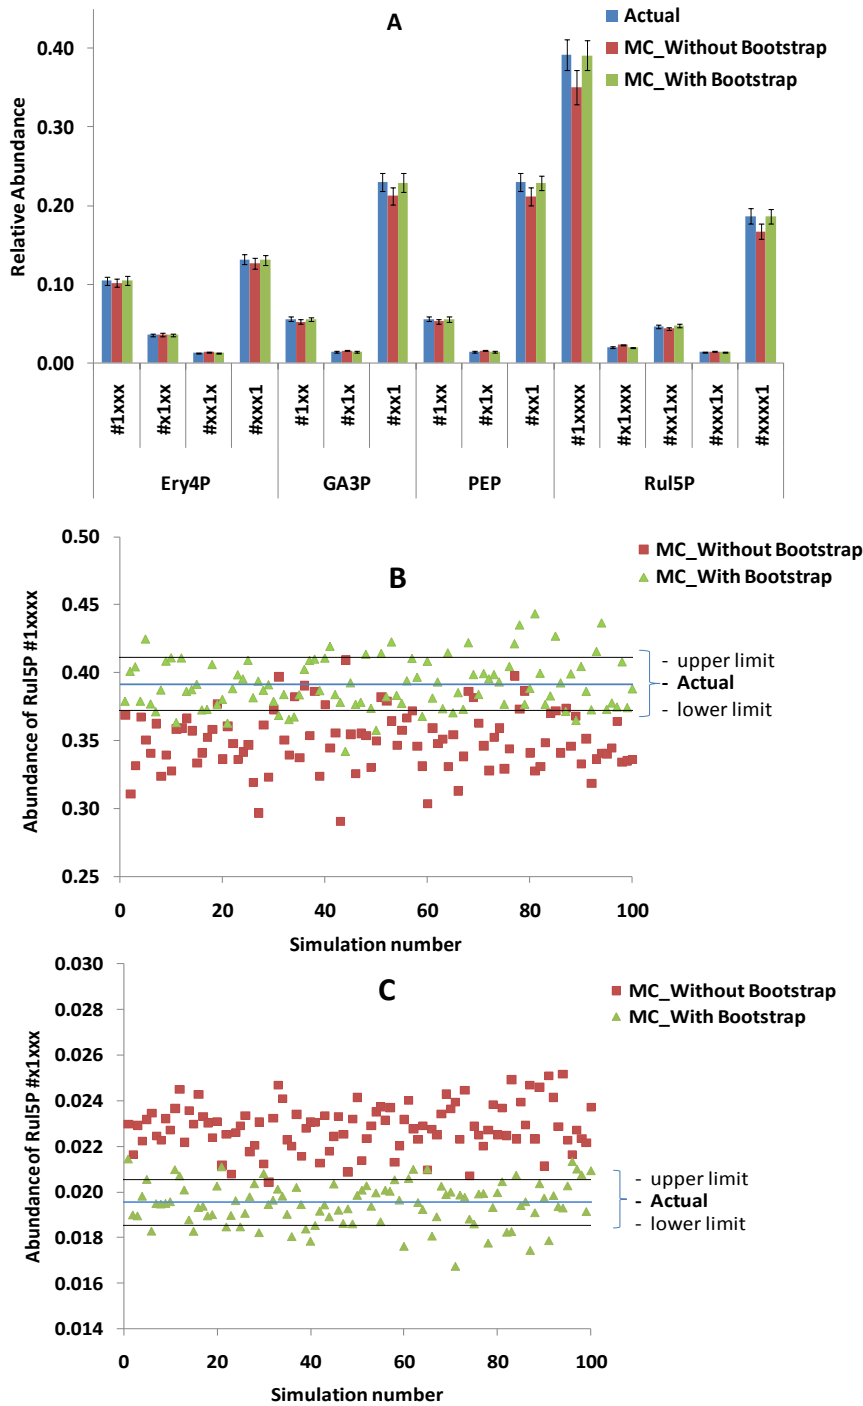 A
Actual
MC_Without Bootstrap
MC_With Bootstrap
Relative Abundance
0.40
0.30
0.20
0.10
0.00
#1xxx
#x1xx
#xx1x
#xxx1
#1xx
#x1x
#xx1
#1xx
#x1x
#xx1
#1xxxx
#x1xxx
#xx1xx
#xxx1x
#xxxx1
Ery4P
GA3P
PEP
Rul5P
B
MC_Without Bootstrap
MC_With Bootstrap
Abundance of Rul5P #1xxxx
0.50
0.45
0.40
0.35
0.30
0.25
- upper limit
- Actual
- lower limit
0
20
40
60
80
100
Simulation number
C
MC_Without Bootstrap
MC_With Bootstrap
Abundance of Rul5P #x1xxx
0.030
0.028
0.026
0.024
0.022
0.020
0.018
0.016
0.014
- upper limit
- Actual
- lower limit
0
20
40
60
80
100
Simulation number